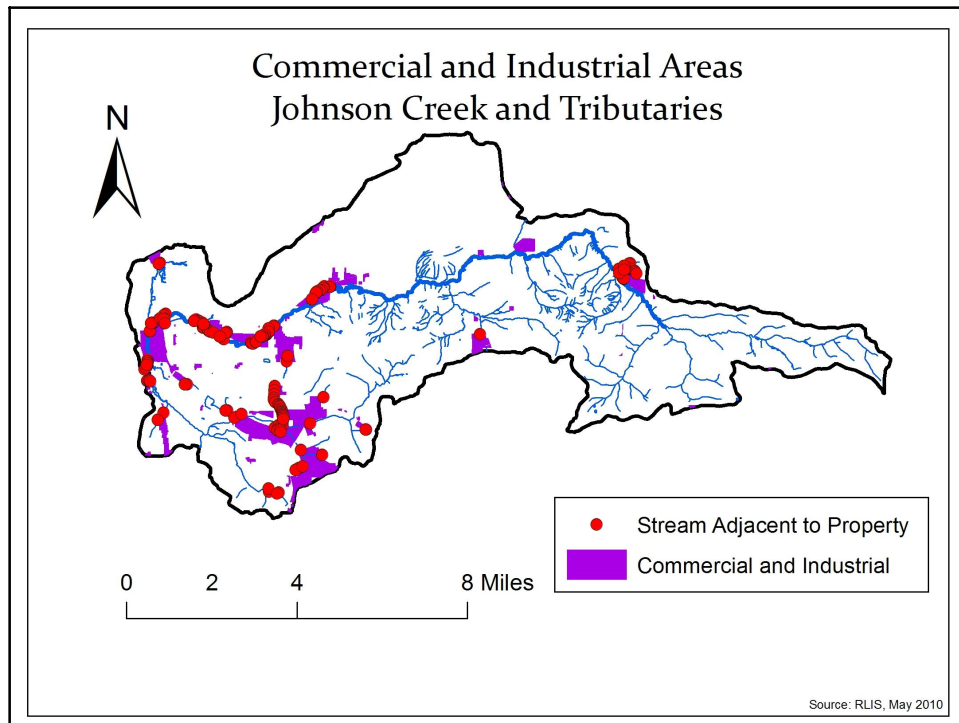 Commercial and Industrial Areas
Johnson Creek and Tributaries
N
Stream Adjacent to Property
Commercial and Industrial
0 2 4 8 Miles
Source: RLIS, May 2010